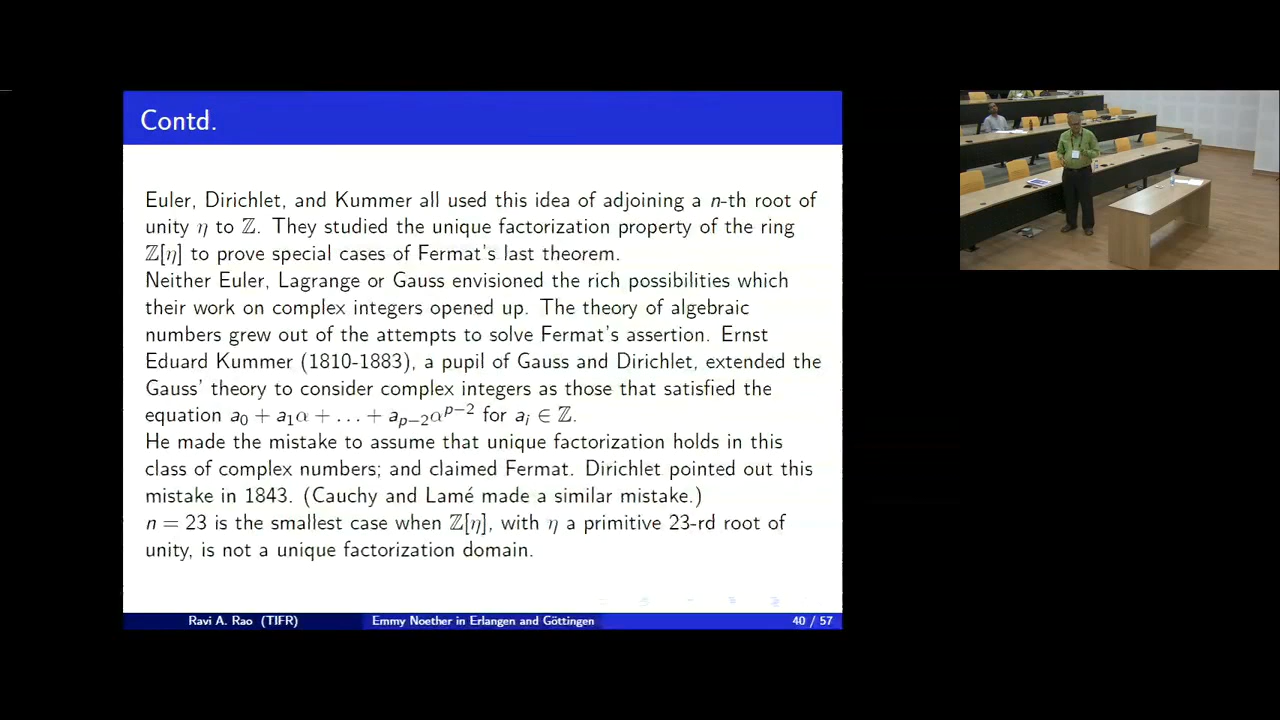 Contd.
Euler, Dirichlet, and Kummer all used this idea of adjoining a n-th root of
unity η to ℤ. They studied the unique factorization property of the ring
ℤ[η] to prove special cases of Fermat's last theorem.
Neither Euler, Lagrange or Gauss envisioned the rich possibilities which
their work on complex integers opened up. The theory of algebraic
numbers grew out of the attempts to solve Fermat's assertion. Ernst
Eduard Kummer (1810-1883), a pupil of Gauss and Dirichlet, extended the
Gauss' theory to consider complex integers as those that satisfied the
equation a₀ + a₁α + … + aₚ₋₂αᵖ⁻² for aᵢ ∈ ℤ.
He made the mistake to assume that unique factorization holds in this
class of complex numbers; and claimed Fermat. Dirichlet pointed out this
mistake in 1843. (Cauchy and Lamé made a similar mistake.)
n = 23 is the smallest case when ℤ[η], with η a primitive 23-rd root of
unity, is not a unique factorization domain.
Ravi A. Rao (TIFR) Emmy Noether in Erlangen and Göttingen 40 / 57